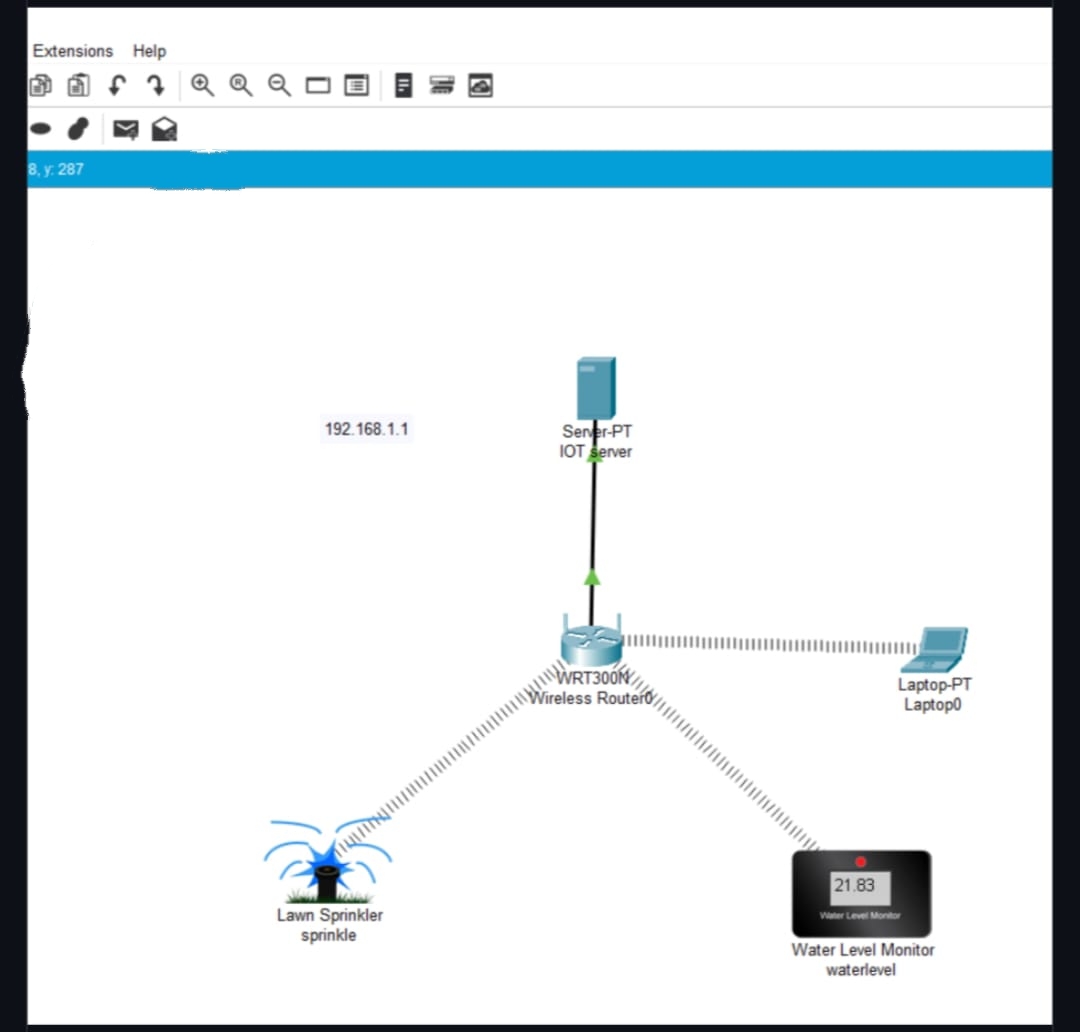 Extensions Help
8, y: 287
192.168.1.1
Server-PT
IOT server
WRT300N
Wireless Router0
Laptop-PT
Laptop0
Lawn Sprinkler
sprinkle
21.83
Water Level Monitor
Water Level Monitor
waterlevel